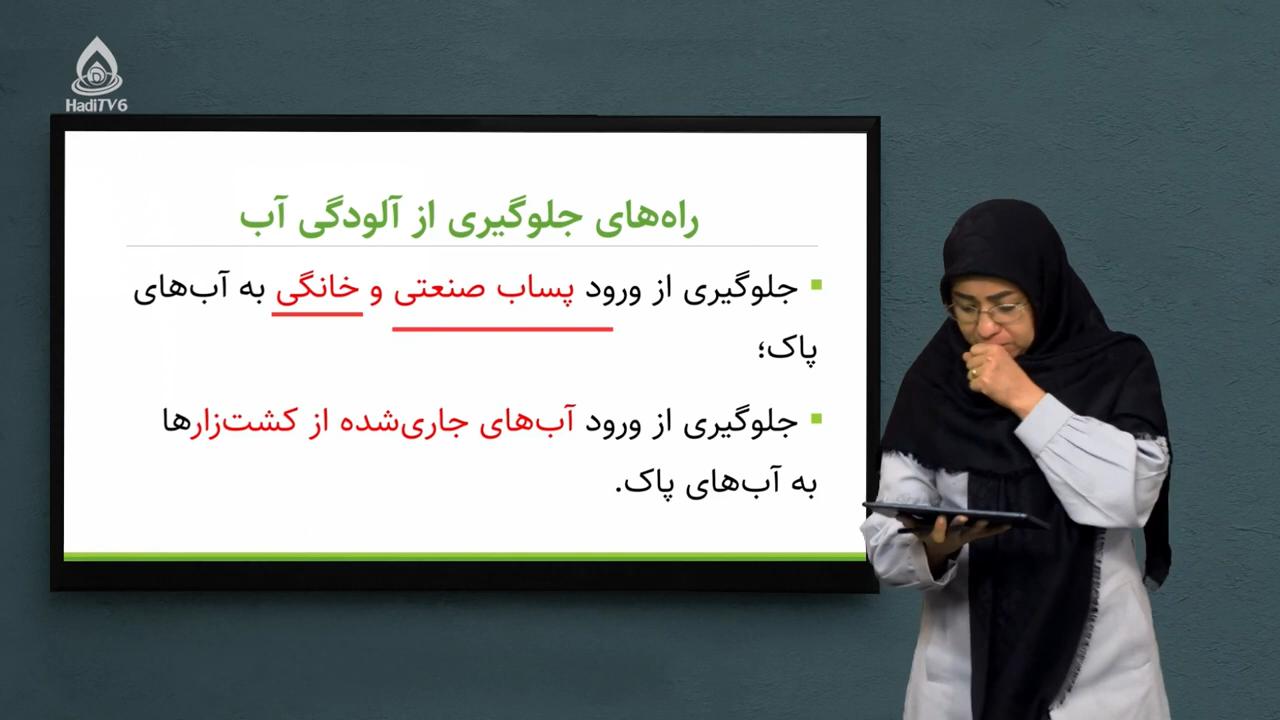 HadiTV6
راه‌های جلوگیری از آلودگی آب
جلوگیری از ورود پساب صنعتی و خانگی به آب‌های
پاک؛
جلوگیری از ورود آب‌های جاری‌شده از کشت‌زارها
به آب‌های پاک.